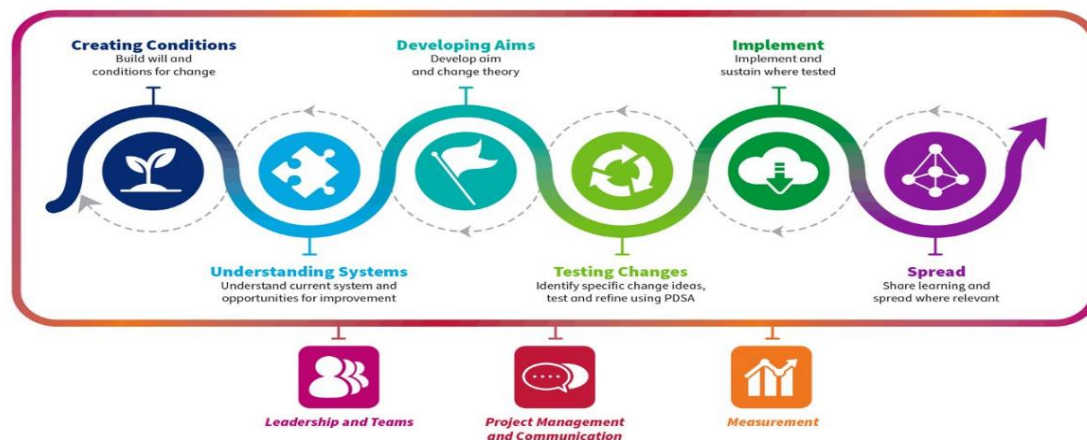 Creating Conditions
Build will and
conditions for change
Developing Aims
Develop aim
and change theory
Implement
Implement and
sustain where tested
Understanding Systems
Understand current system and
opportunities for improvement
Testing Changes
Identify specific change ideas,
test and refine using PDSA
Spread
Share learning and
spread where relevant
Leadership and Teams
Project Management
and Communication
Measurement